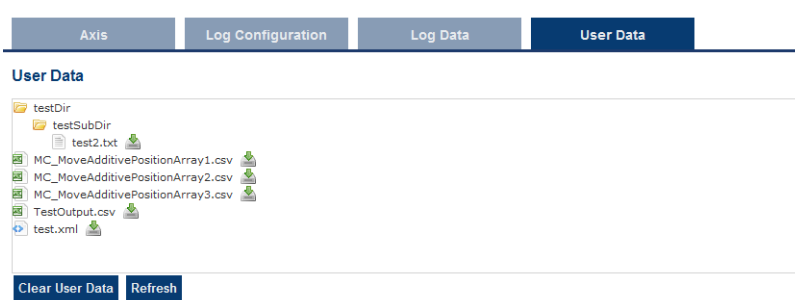 Axis Log Configuration Log Data User Data
User Data
testDir
testSubDir
test2.txt
MC_MoveAdditivePositionArray1.csv
MC_MoveAdditivePositionArray2.csv
MC_MoveAdditivePositionArray3.csv
TestOutput.csv
test.xml
Clear User Data Refresh